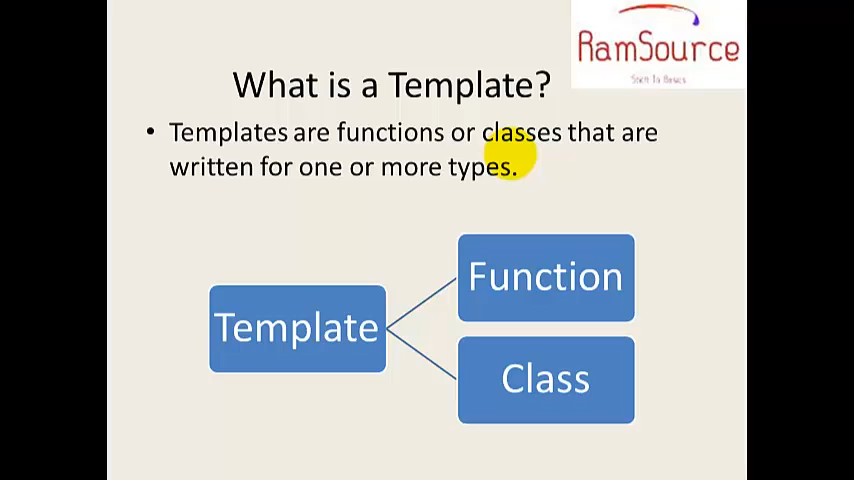 RamSource
What is a Template?
• Templates are functions or classes that are
written for one or more types.
Function
Template
Class